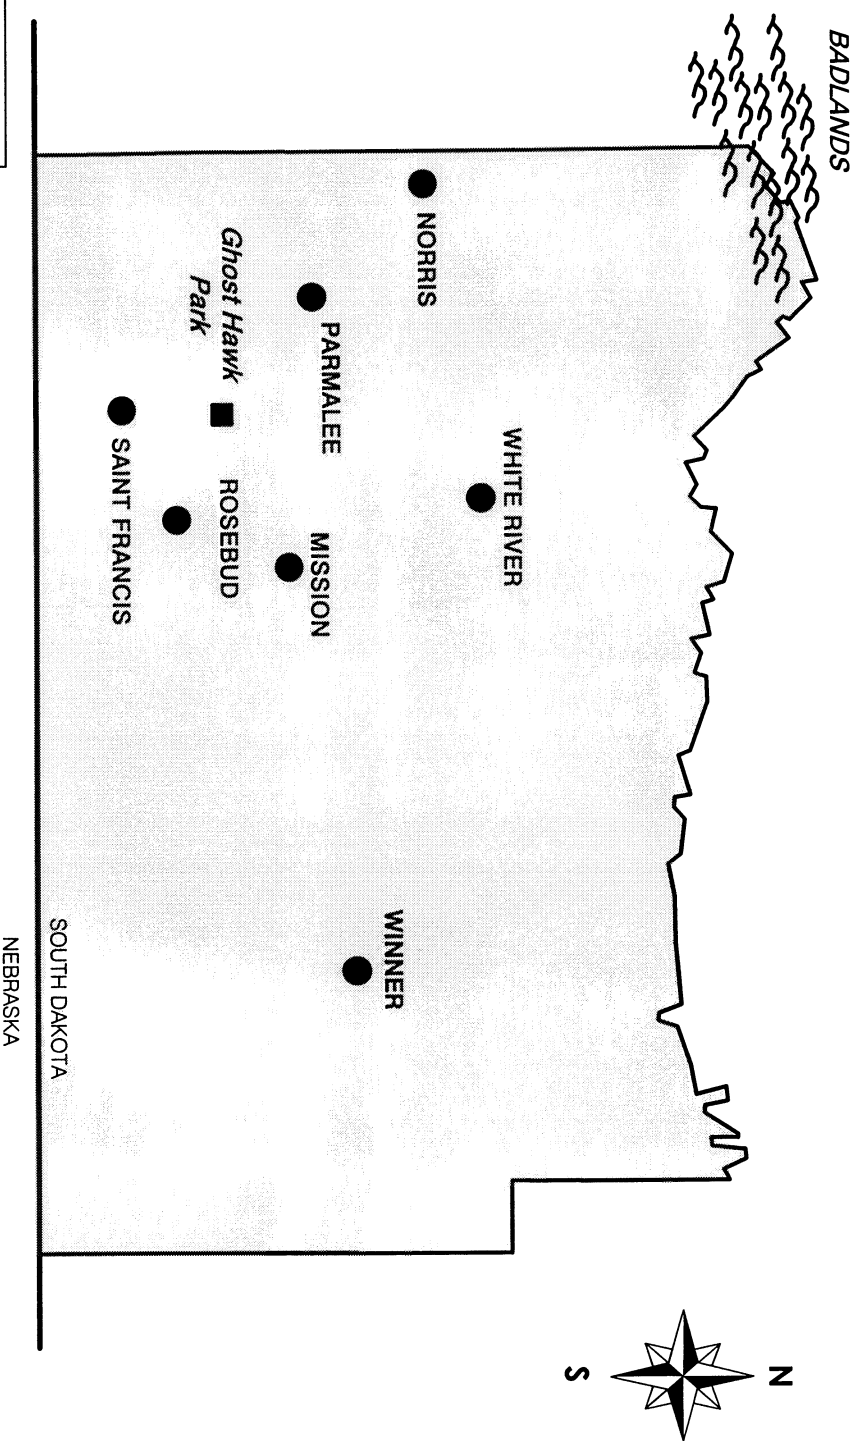 BADLANDS
N
S
WHITE RIVER
NORRIS
WINNER
PARMALEE
MISSION
Ghost Hawk
Park
ROSEBUD
SAINT FRANCIS
SOUTH DAKOTA
NEBRASKA